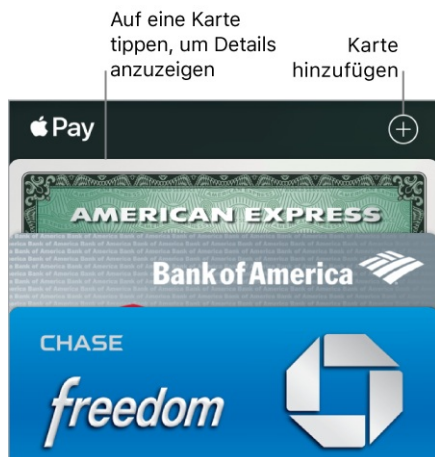 Auf eine Karte
tippen, um Details
anzuzeigen
Karte
hinzufügen
Pay
AMERICAN EXPRESS
Bank of America
CHASE
freedom